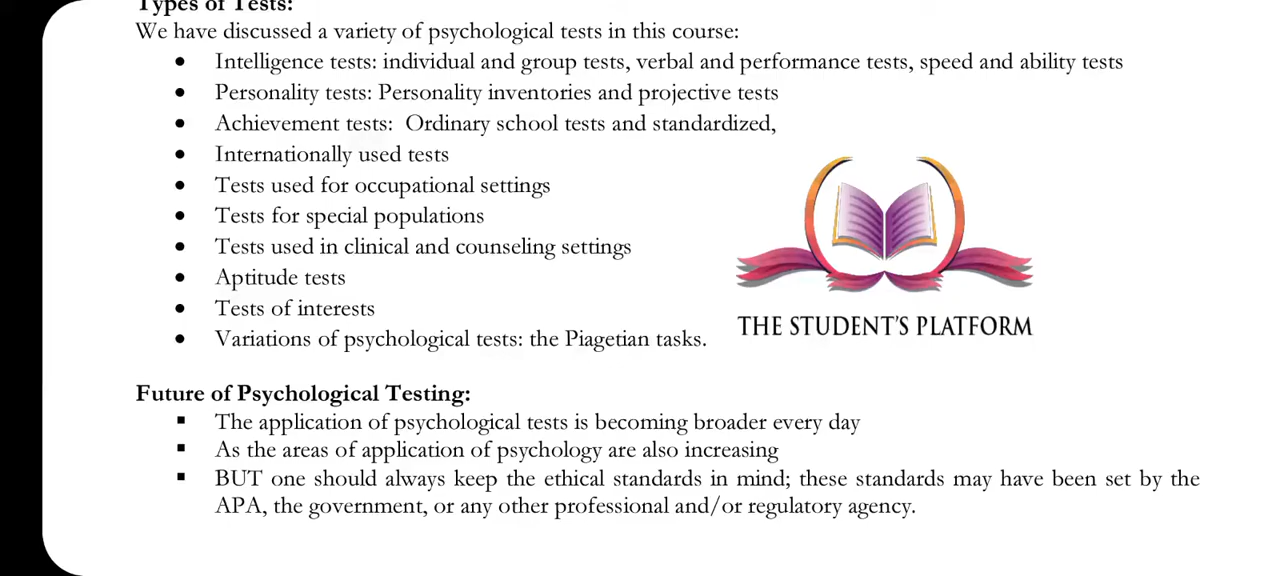 Types of Tests:
We have discussed a variety of psychological tests in this course:
• Intelligence tests: individual and group tests, verbal and performance tests, speed and ability tests
• Personality tests: Personality inventories and projective tests
• Achievement tests:  Ordinary school tests and standardized,
• Internationally used tests
• Tests used for occupational settings
• Tests for special populations
• Tests used in clinical and counseling settings
• Aptitude tests
• Tests of interests
• Variations of psychological tests: the Piagetian tasks.
THE STUDENT'S PLATFORM
Future of Psychological Testing:
▪ The application of psychological tests is becoming broader every day
▪ As the areas of application of psychology are also increasing
▪ BUT one should always keep the ethical standards in mind; these standards may have been set by the
APA, the government, or any other professional and/or regulatory agency.